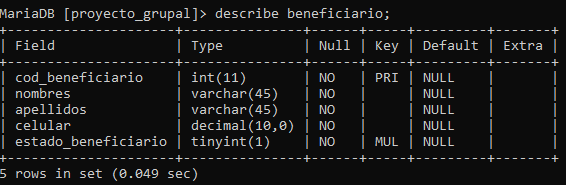 MariaDB [proyecto_grupal]> describe beneficiario;
+---------------------+---------------+------+-----+---------+-------+
| Field               | Type          | Null | Key | Default | Extra |
+---------------------+---------------+------+-----+---------+-------+
| cod_beneficiario    | int(11)       | NO   | PRI | NULL    |       |
| nombres             | varchar(45)   | NO   |     | NULL    |       |
| apellidos           | varchar(45)   | NO   |     | NULL    |       |
| celular             | decimal(10,0) | NO   |     | NULL    |       |
| estado_beneficiario | tinyint(1)    | NO   | MUL | NULL    |       |
+---------------------+---------------+------+-----+---------+-------+
5 rows in set (0.049 sec)